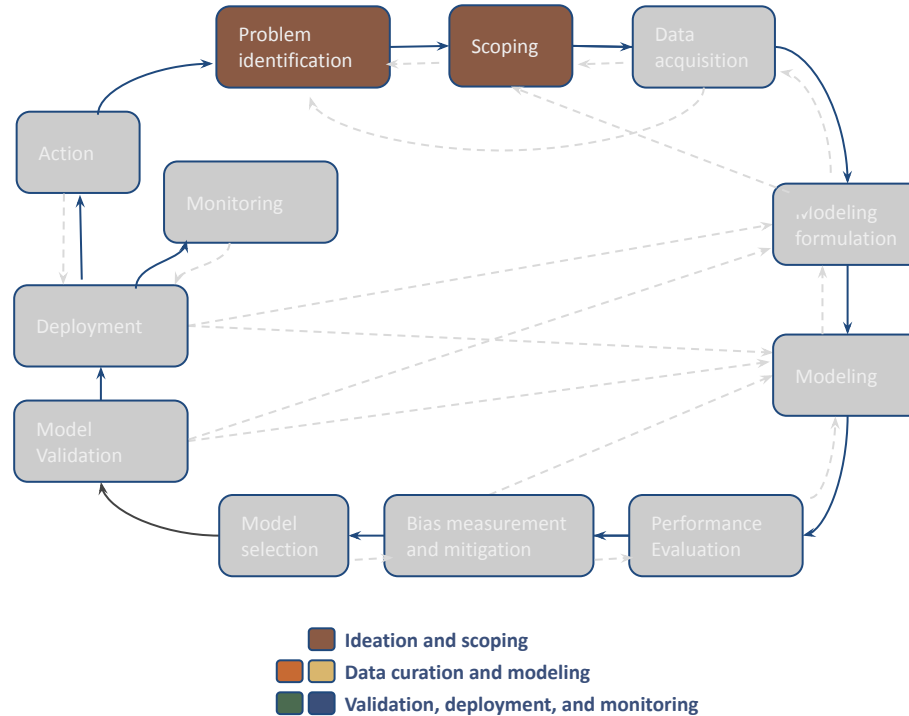 Problem
identification
Scoping
Data
acquisition
Action
Monitoring
Modeling
formulation
Deployment
Modeling
Model
Validation
Model
selection
Bias measurement
and mitigation
Performance
Evaluation
Ideation and scoping
Data curation and modeling
Validation, deployment, and monitoring